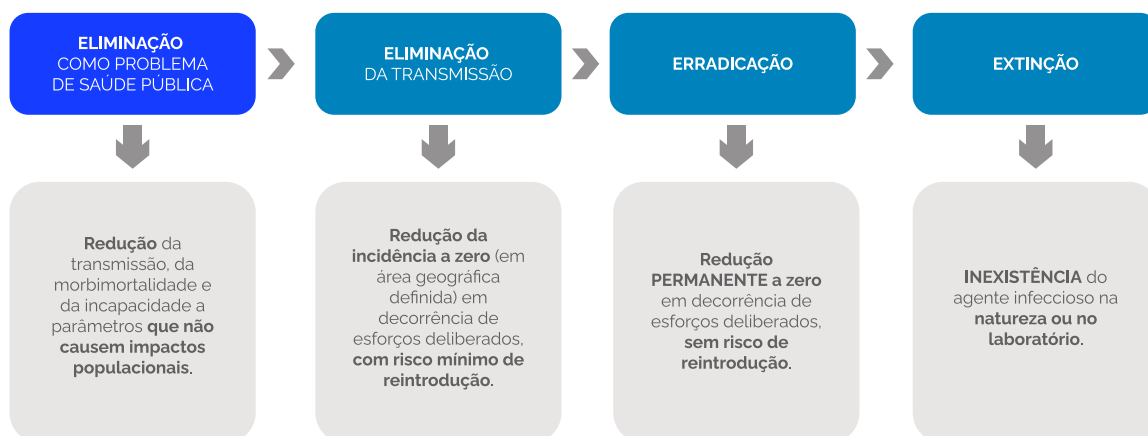 ELIMINAÇÃO
COMO PROBLEMA
DE SAÚDE PÚBLICA
ELIMINAÇÃO
DA TRANSMISSÃO
ERRADICAÇÃO
EXTINÇÃO
Redução da
transmissão, da
morbimortalidade e
da incapacidade a
parâmetros que não
causem impactos
populacionais.
Redução da
incidência a zero (em
área geográfica
definida) em
decorrência de
esforços deliberados,
com risco mínimo de
reintrodução.
Redução
PERMANENTE a zero
em decorrência de
esforços deliberados,
sem risco de
reintrodução.
INEXISTÊNCIA do
agente infeccioso na
natureza ou no
laboratório.